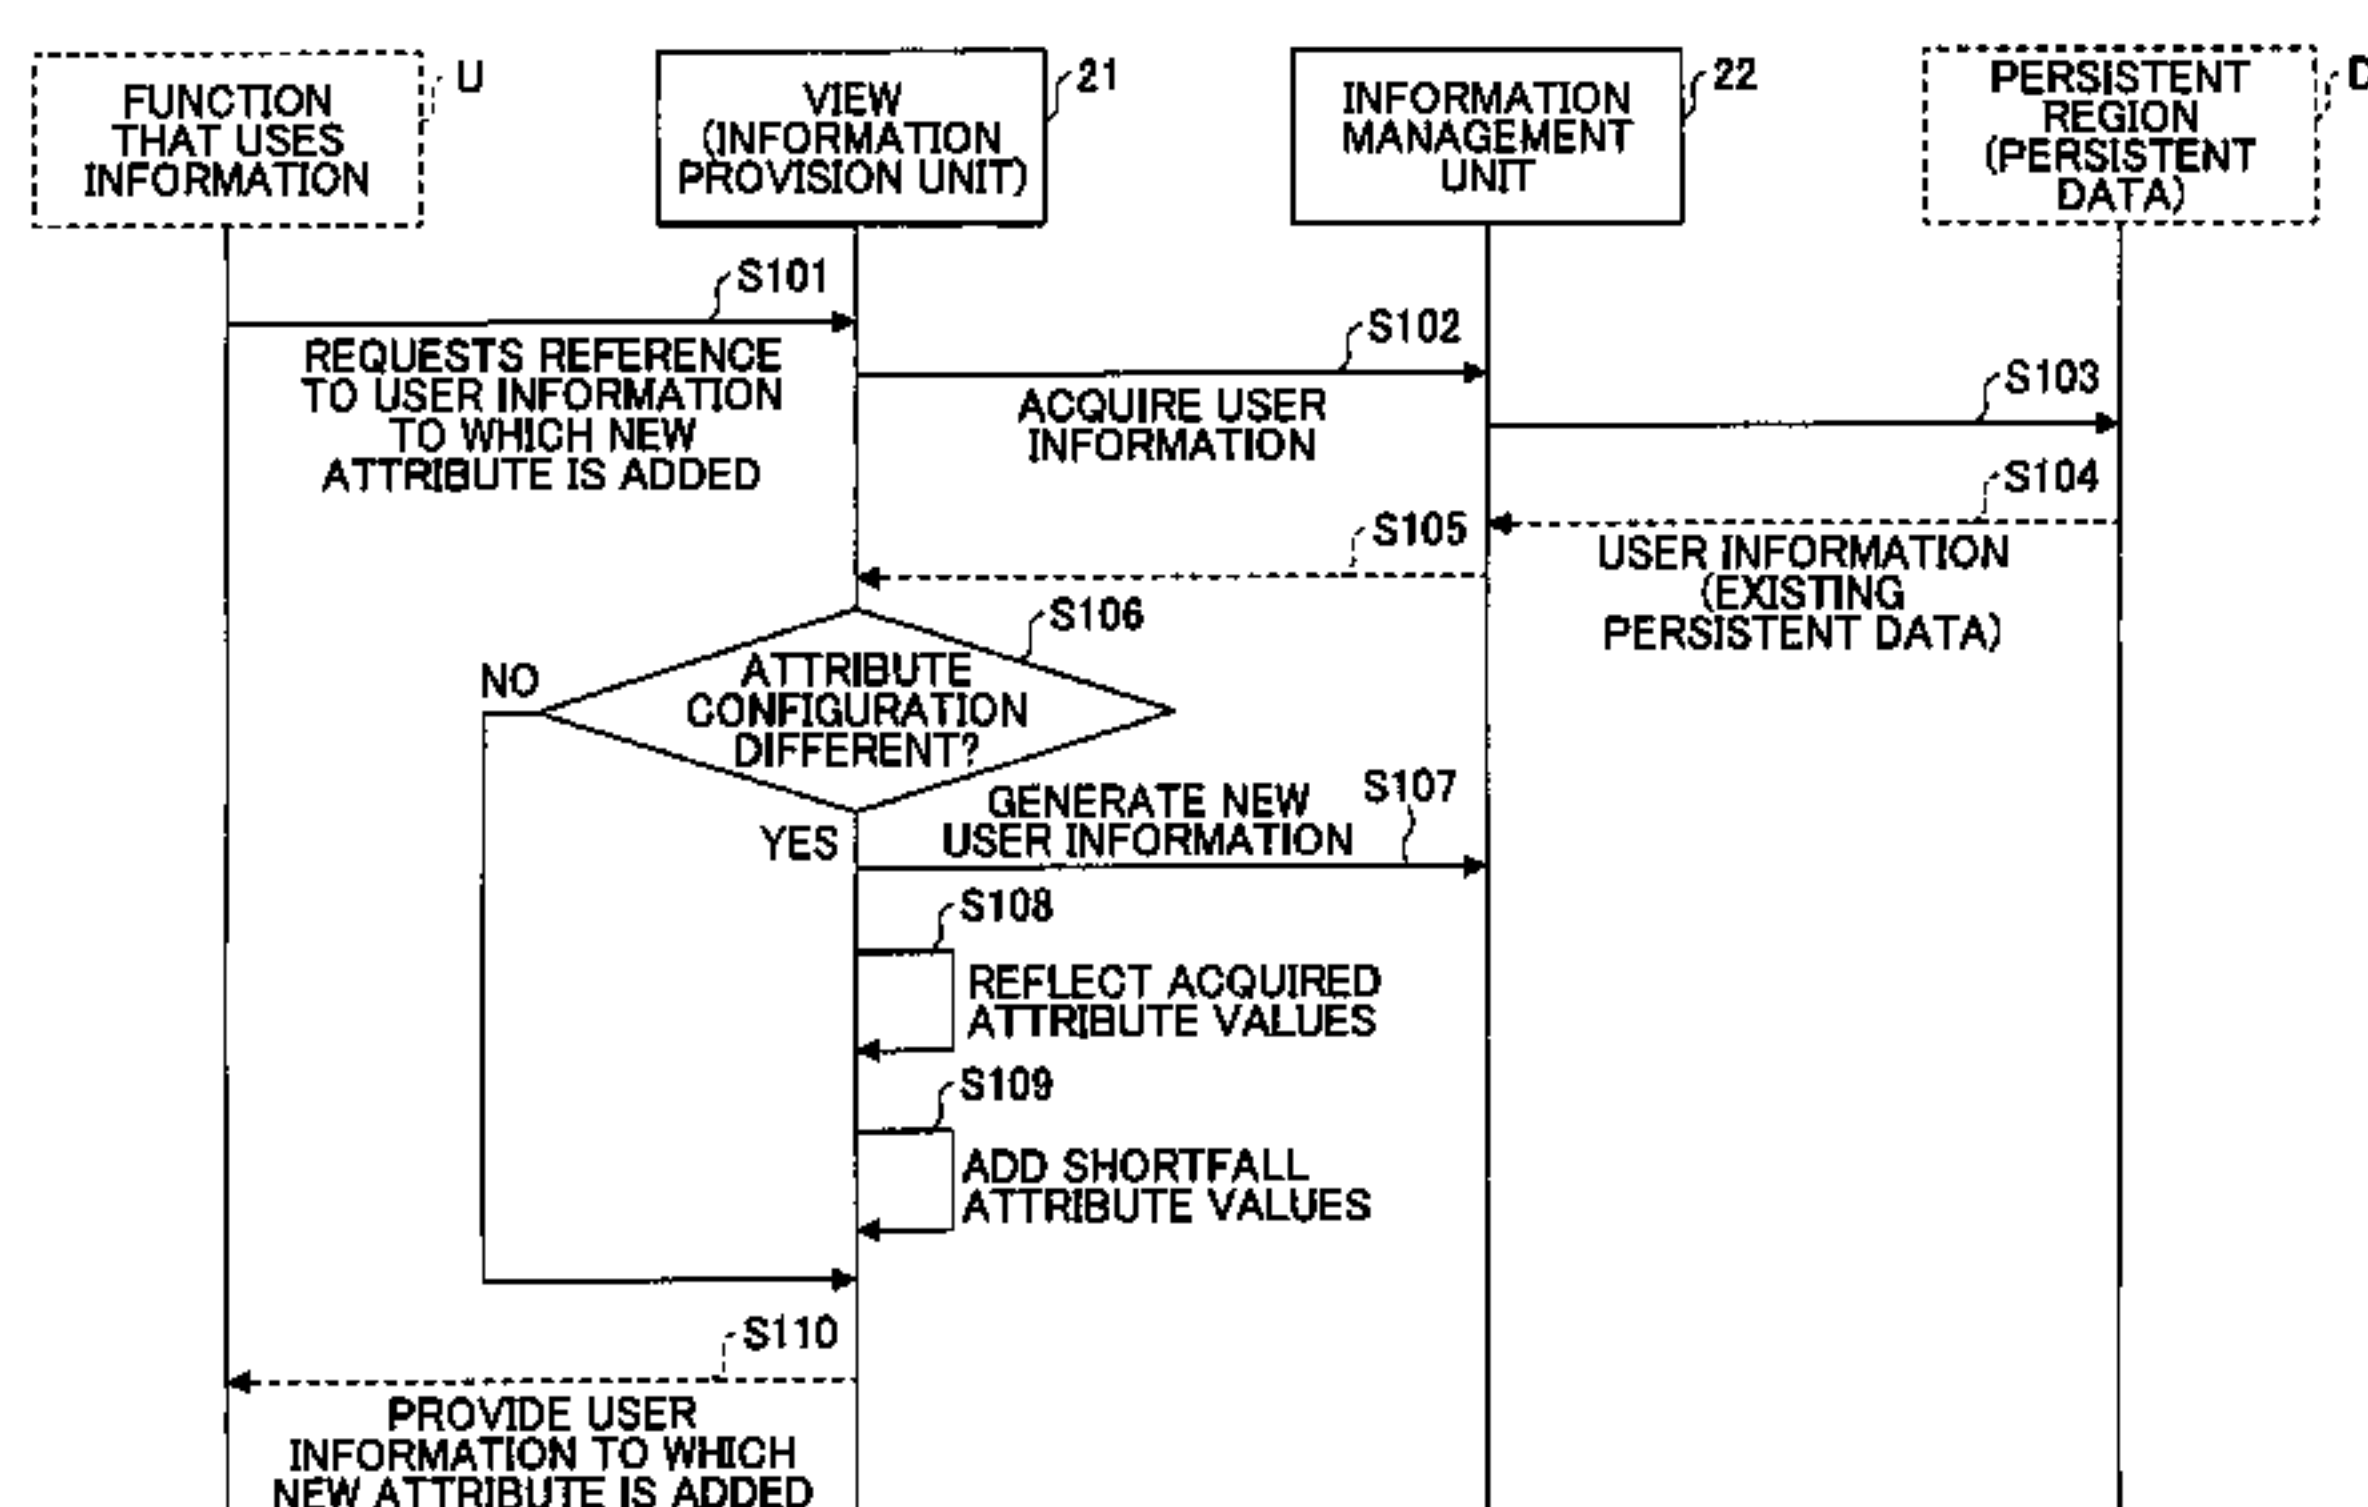 FUNCTION
THAT USES
INFORMATION
U
VIEW
(INFORMATION
PROVISION UNIT)
21
INFORMATION
MANAGEMENT
UNIT
22
PERSISTENT
REGION
(PERSISTENT
DATA)
D
S101
REQUESTS REFERENCE
TO USER INFORMATION
TO WHICH NEW
ATTRIBUTE IS ADDED
S102
ACQUIRE USER
INFORMATION
S103
S104
USER INFORMATION
(EXISTING
PERSISTENT DATA)
S105
S106
ATTRIBUTE
CONFIGURATION
DIFFERENT?
NO
YES
GENERATE NEW
USER INFORMATION
S107
S108
REFLECT ACQUIRED
ATTRIBUTE VALUES
S109
ADD SHORTFALL
ATTRIBUTE VALUES
S110
PROVIDE USER
INFORMATION TO WHICH
NEW ATTRIBUTE IS ADDED